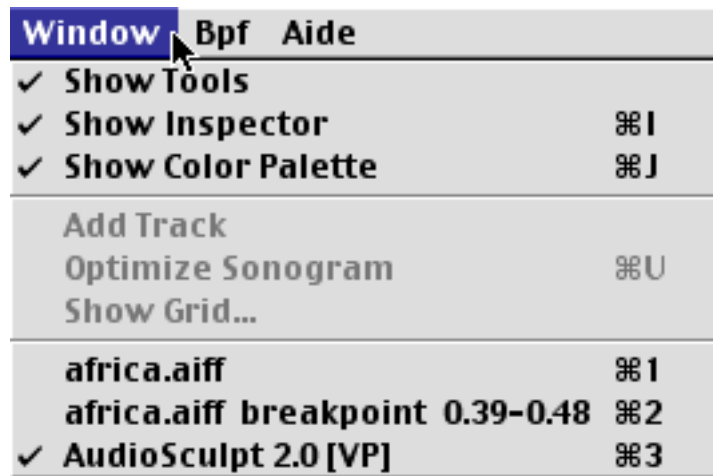 Window Bpf Aide
✓ Show Tools
✓ Show Inspector ⌘I
✓ Show Color Palette ⌘J
Add Track
Optimize Sonogram ⌘U
Show Grid...
africa.aiff ⌘1
africa.aiff breakpoint 0.39-0.48 ⌘2
✓ AudioSculpt 2.0 [VP] ⌘3